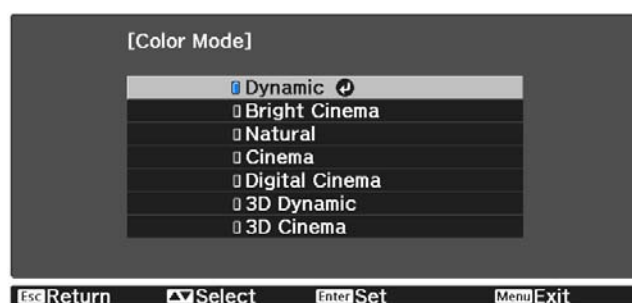 [Color Mode]
Dynamic
Bright Cinema
Natural
Cinema
Digital Cinema
3D Dynamic
3D Cinema
Esc Return Select Enter Set Menu Exit